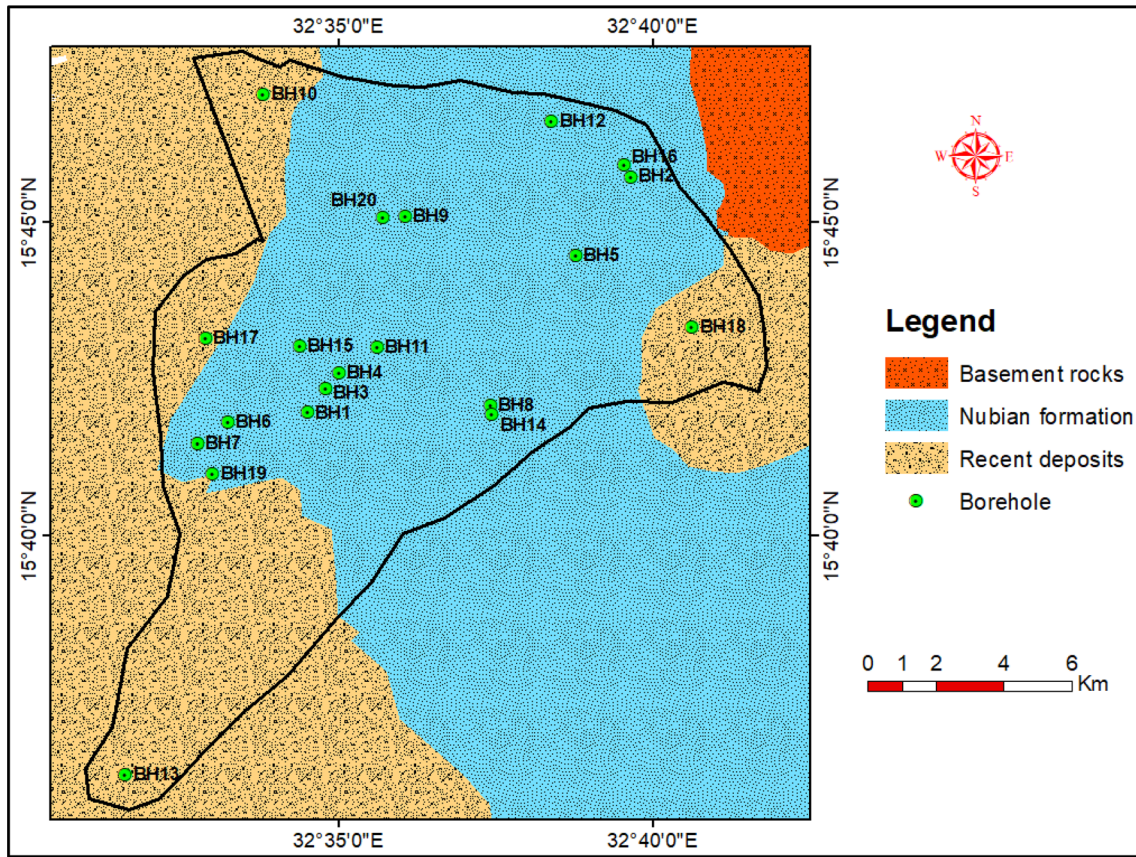 32°35'0"E
32°40'0"E
BH10
BH12
N
W
E
S
BH16
BH2
BH20
BH9
15°45'0"N
15°45'0"N
BH5
BH17
BH18
BH15
BH11
BH4
BH3
BH1
BH8
BH14
BH6
BH7
BH19
Legend
Basement rocks
Nubian formation
Recent deposits
Borehole
15°40'0"N
15°40'0"N
0 1 2 4 6
Km
BH13
32°35'0"E
32°40'0"E